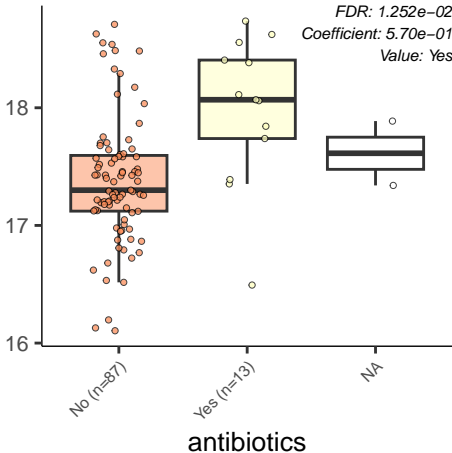 FDR: 1.252e−02
Coefficient: 5.70e−01
Value: Yes
18
17
16
No (n=87)
Yes (n=13)
NA
antibiotics